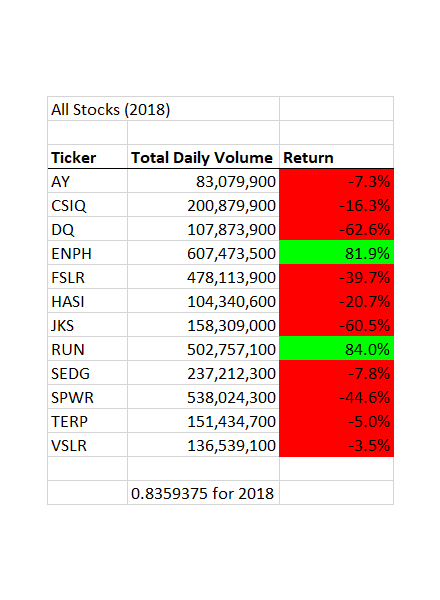 All Stocks (2018)
Ticker Total Daily Volume Return
AY 83,079,900 -7.3%
CSIQ 200,879,900 -16.3%
DQ 107,873,900 -62.6%
ENPH 607,473,500 81.9%
FSLR 478,113,900 -39.7%
HASI 104,340,600 -20.7%
JKS 158,309,000 -60.5%
RUN 502,757,100 84.0%
SEDG 237,212,300 -7.8%
SPWR 538,024,300 -44.6%
TERP 151,434,700 -5.0%
VSLR 136,539,100 -3.5%
0.8359375 for 2018